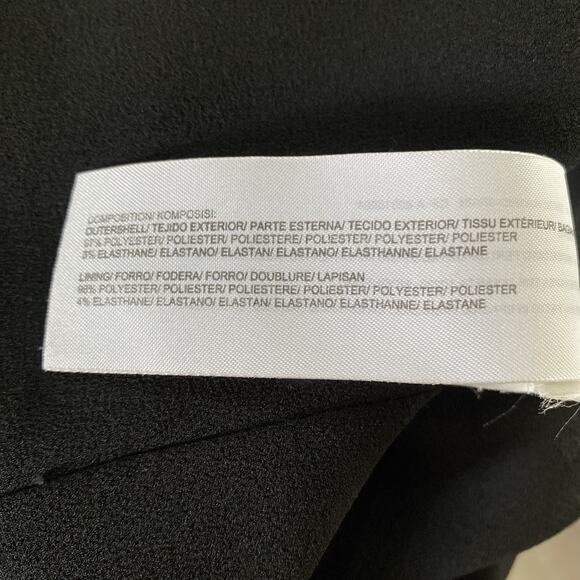 COMPOSITION/ KOMPOSISI:
OUTERSHELL/ TEJIDO EXTERIOR/ PARTE ESTERNA/ TECIDO EXTERIOR/ TISSU EXTÉRIEUR/
97% POLYESTER/ POLIESTER/ POLIESTERE/ POLIESTER/ POLYESTER/ POLIESTER
3% ELASTHANE/ ELASTANO/ ELASTAN/ ELASTANO/ ELASTHANNE/ ELASTANE
LINING/ FORRO/ FODERA/ FORRO/ DOUBLURE/ LAPISAN
96% POLYESTER/ POLIESTER/ POLIESTERE/ POLIESTER/ POLYESTER/ POLIESTER
4% ELASTHANE/ ELASTANO/ ELASTAN/ ELASTANO/ ELASTHANNE/ ELASTANE